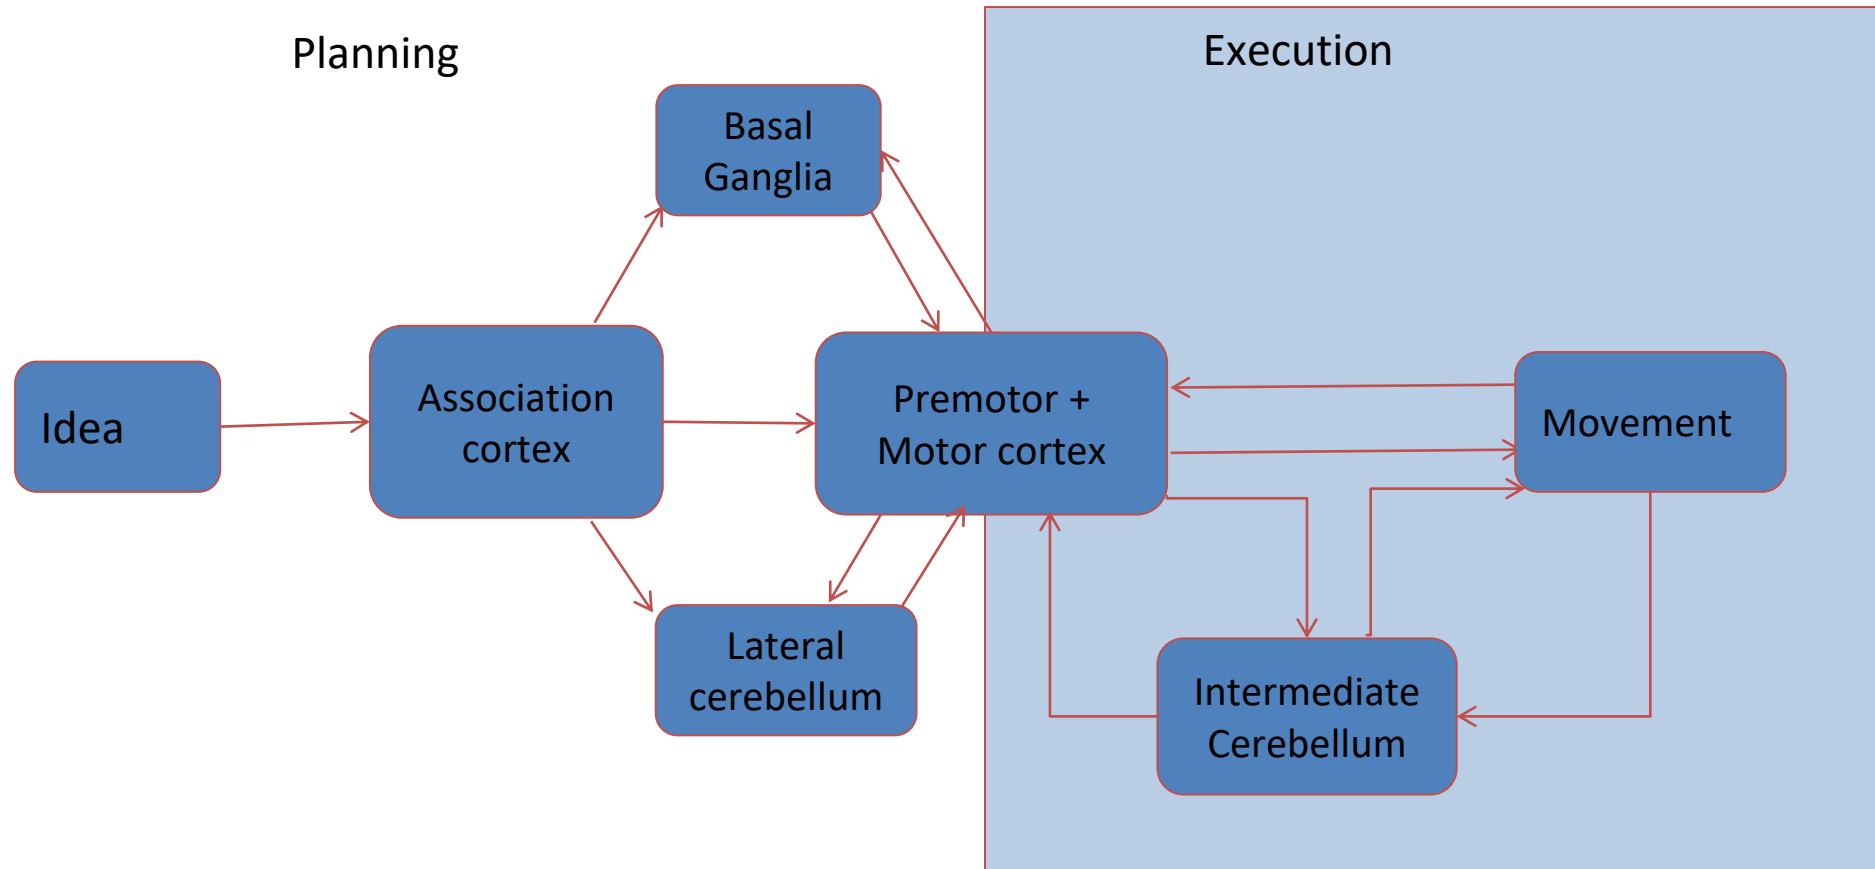 Planning
Execution
Basal
Ganglia
Idea
Association
cortex
Premotor +
Motor cortex
Movement
Lateral
cerebellum
Intermediate
Cerebellum